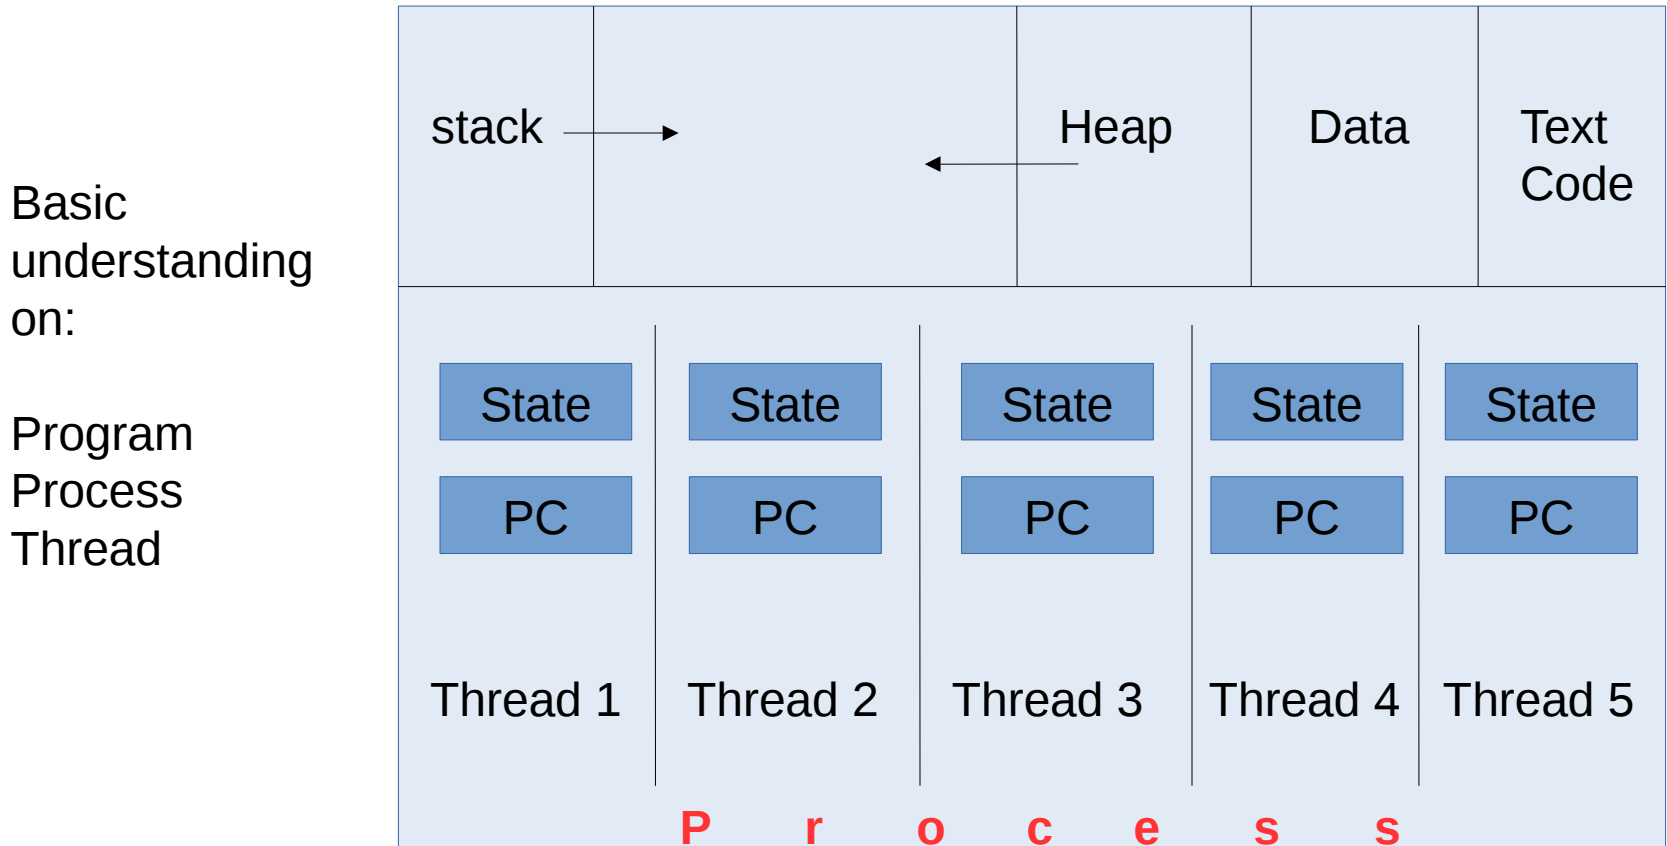 Basic
understanding
on:
Program
Process
Thread
stack
Heap
Data
Text
Code
State
State
State
State
State
PC
PC
PC
PC
PC
Thread 1
Thread 2
Thread 3
Thread 4
Thread 5
P r o c e s s